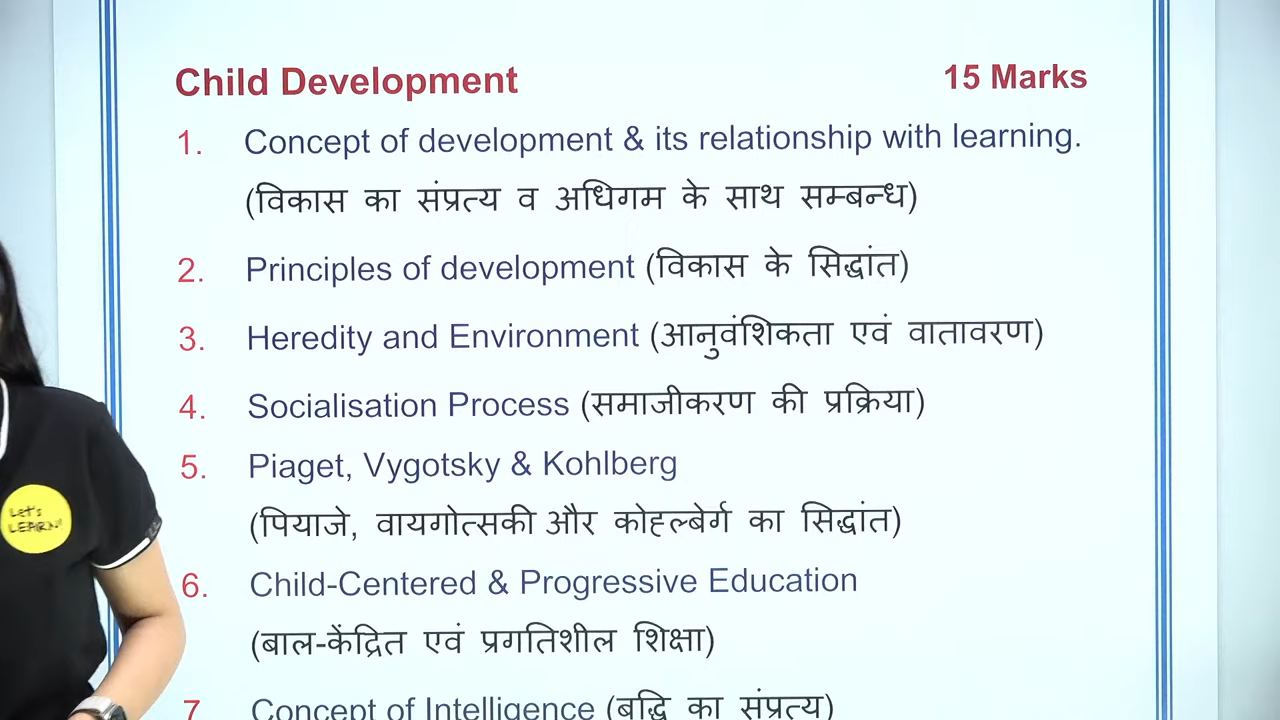 Child Development 15 Marks
1. Concept of development & its relationship with learning.
(विकास का संप्रत्य व अधिगम के साथ सम्बन्ध)
2. Principles of development (विकास के सिद्धांत)
3. Heredity and Environment (आनुवंशिकता एवं वातावरण)
4. Socialisation Process (समाजीकरण की प्रक्रिया)
5. Piaget, Vygotsky & Kohlberg
(पियाजे, वायगोत्सकी और कोह्ल्बेर्ग का सिद्धांत)
Let's
LEARN!
6. Child-Centered & Progressive Education
(बाल-केंद्रित एवं प्रगतिशील शिक्षा)
7 Concept of Intelligence (बुद्धि का संप्रत्य)